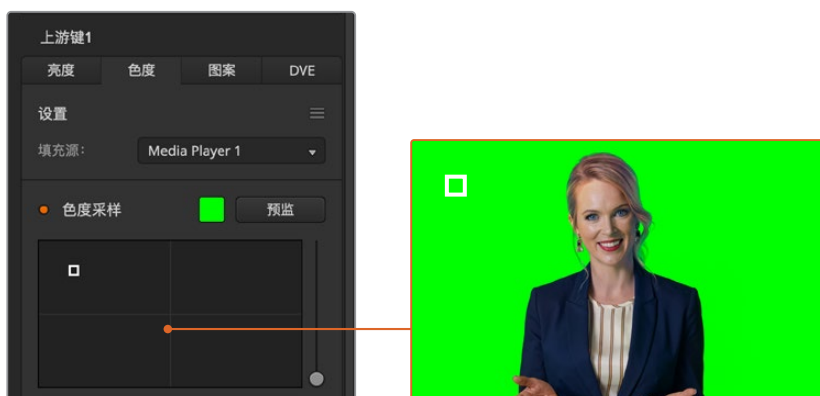 上游键1
亮度 色度 图案 DVE
设置
填充源：
Media Player 1
色度采样
预监